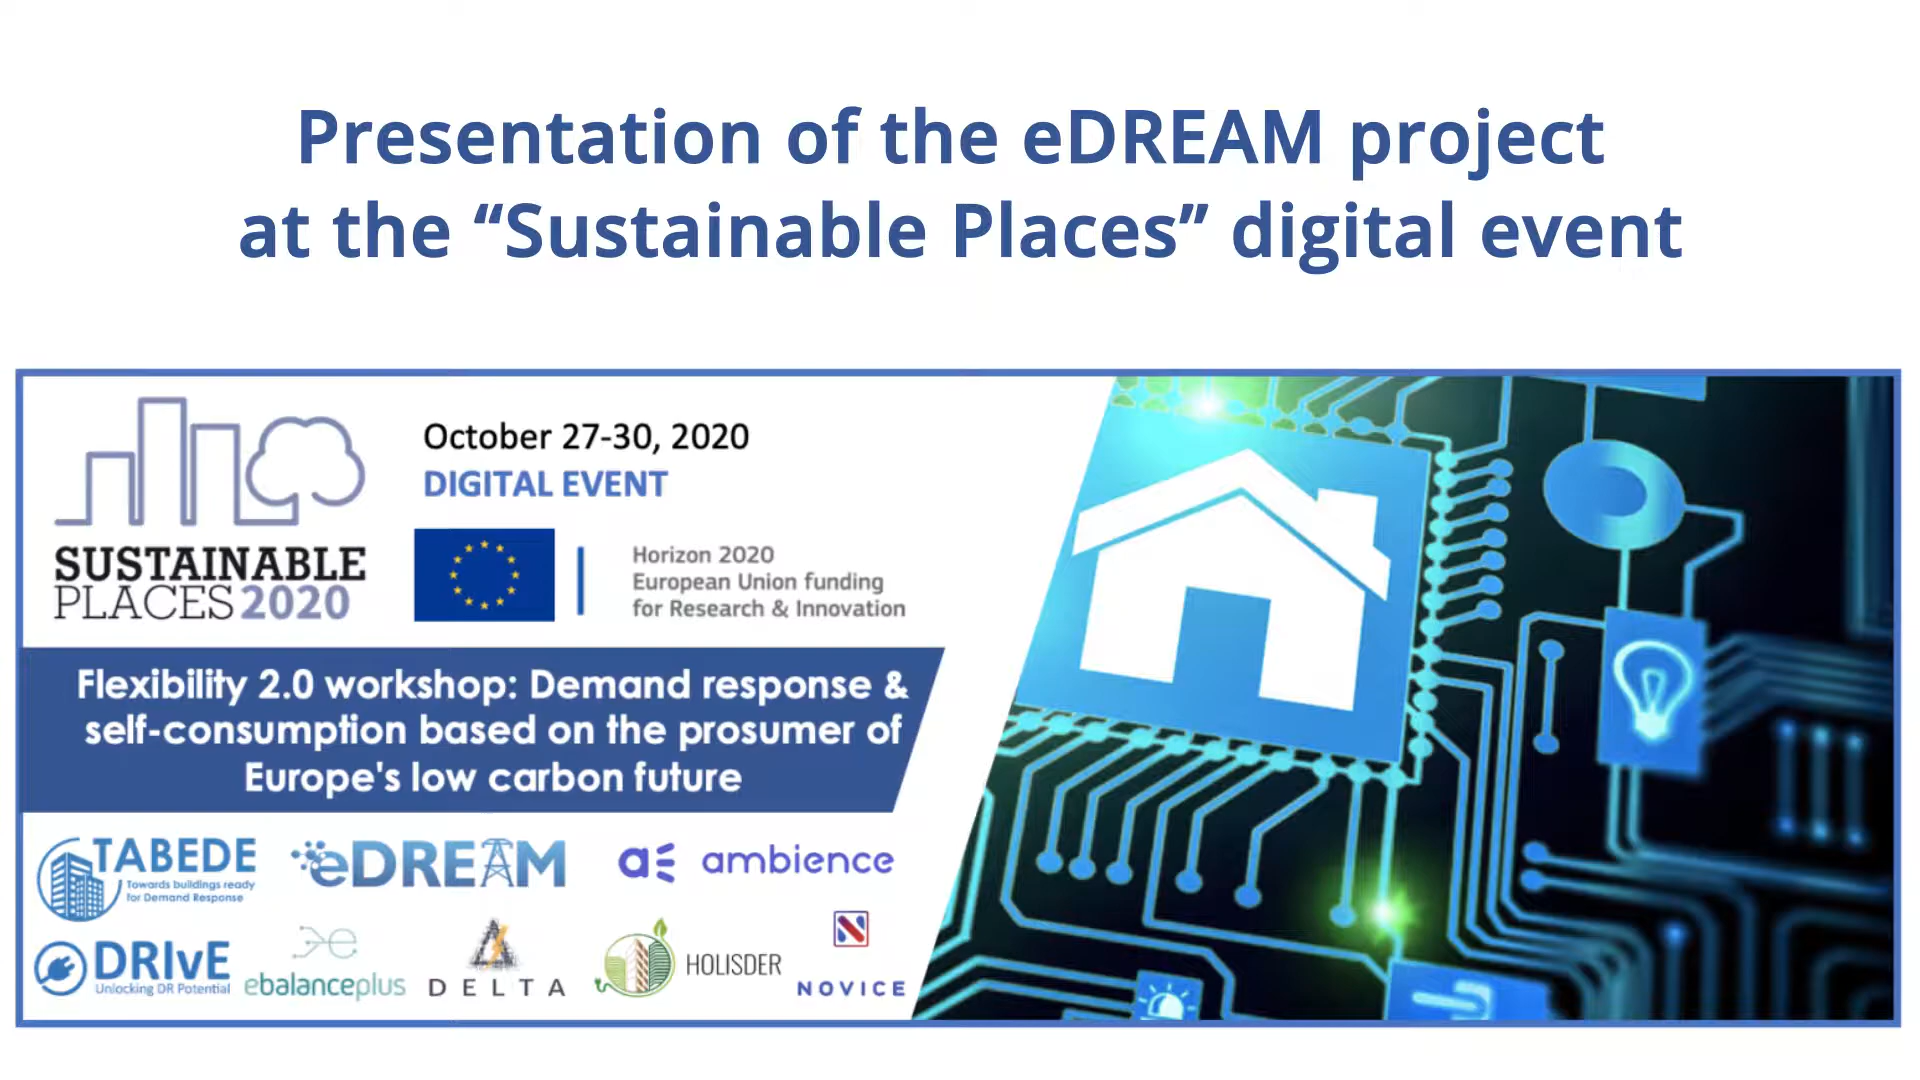 Presentation of the eDREAM project
at the “Sustainable Places” digital event
October 27-30, 2020
DIGITAL EVENT
SUSTAINABLE
PLACES 2020
Horizon 2020
European Union funding
for Research & Innovation
Flexibility 2.0 workshop: Demand response &
self-consumption based on the prosumer of
Europe's low carbon future
TABEDE
Towards buildings ready
for Demand Response
eDREAM
ambience
DRIvE
Unlocking DR Potential
ebalanceplus
DELTA
HOLISDER
NOVICE